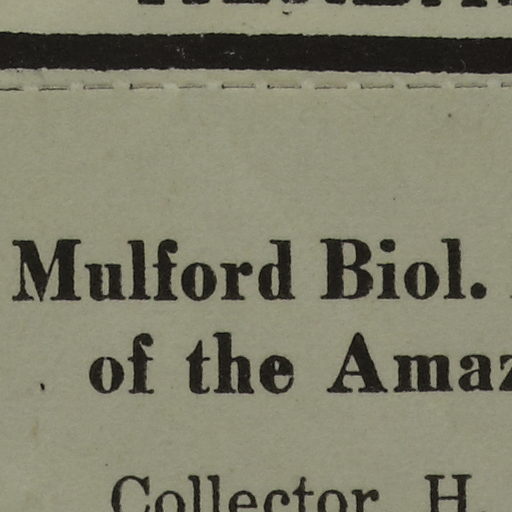 Mulford Biol.
of the Amaz
Collector H.